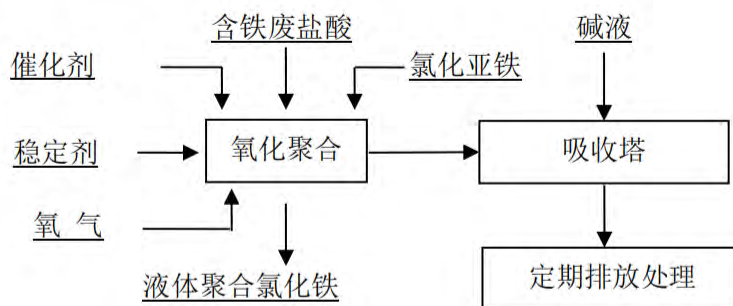 含铁废盐酸
碱液
催化剂
氯化亚铁
稳定剂
氧化聚合
吸收塔
氧 气
液体聚合氯化铁
定期排放处理